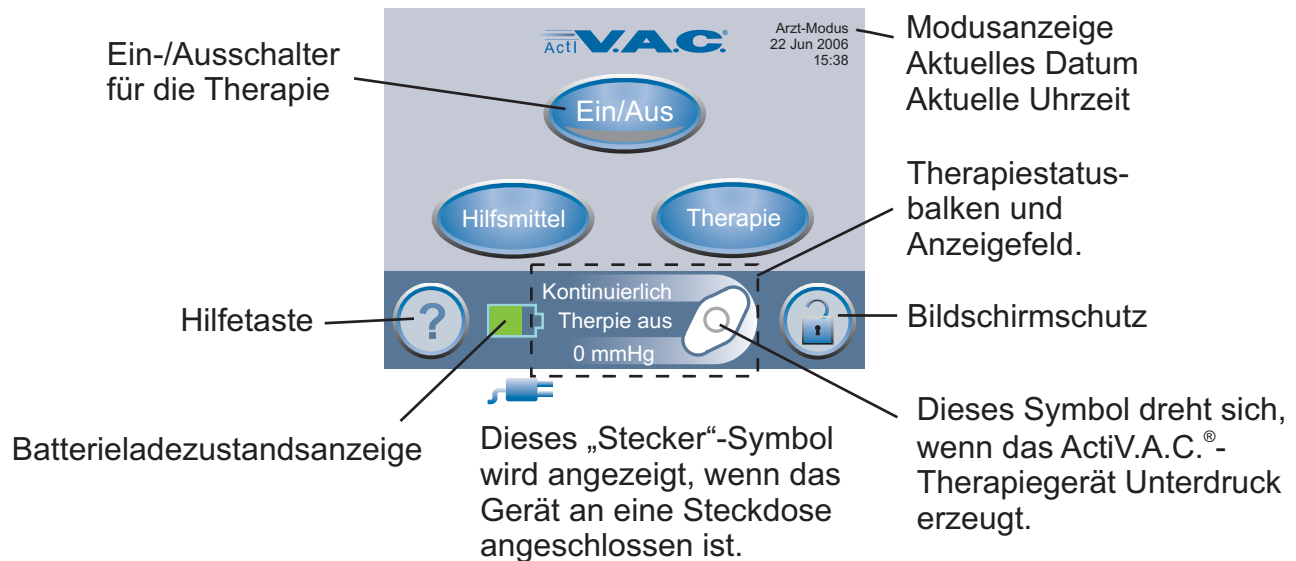 Ein-/Ausschalter
für die Therapie
ActI V.A.C.®
Arzt-Modus
22 Jun 2006
15:38
Modusanzeige
Aktuelles Datum
Aktuelle Uhrzeit
Ein/Aus
Hilfsmittel
Therapie
Therapiestatus-
balken und
Anzeigefeld.
Hilfetaste
?
Kontinuierlich
Therpie aus
0 mmHg
Bildschirmschutz
Batterieladezustandsanzeige
Dieses „Stecker“-Symbol
wird angezeigt, wenn das
Gerät an eine Steckdose
angeschlossen ist.
Dieses Symbol dreht sich,
wenn das ActiV.A.C.®-
Therapiegerät Unterdruck
erzeugt.